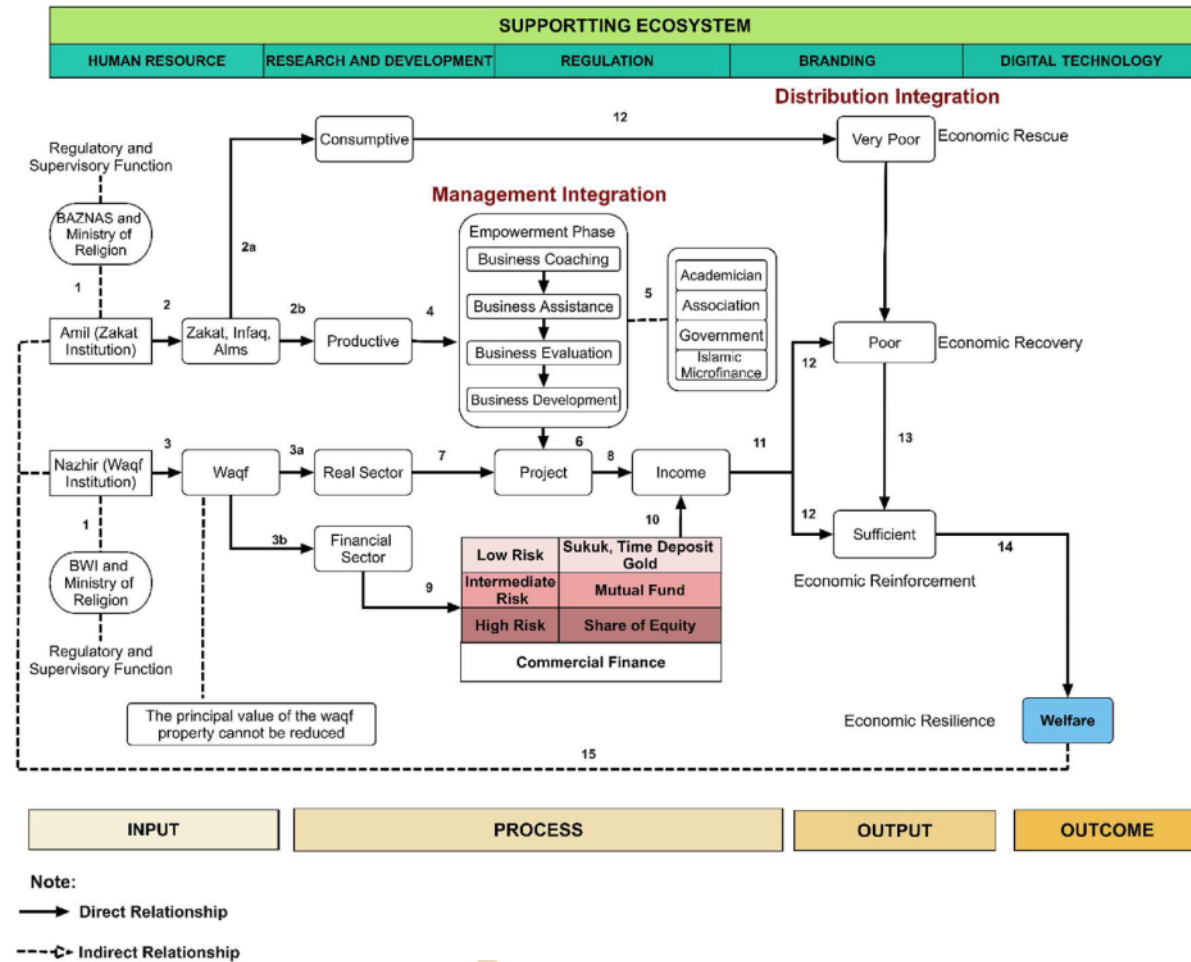 SUPPORTTING ECOSYSTEM
HUMAN RESOURCE
RESEARCH AND DEVELOPMENT
REGULATION
BRANDING
DIGITAL TECHNOLOGY
Distribution Integration
12
Consumptive
Very Poor
Economic Rescue
Regulatory and
Supervisory Function
Management Integration
BAZNAS and
Ministry of
Religion
2a
Empowerment Phase
Business Coaching
Business Assistance
Business Evaluation
Business Development
5
Academician
Association
Government
Islamic
Microfinance
1
2
2b
4
Amil (Zakat
Institution)
Zakat, Infaq,
Alms
Productive
Poor
Economic Recovery
12
13
3
3a
7
6
8
11
Nazhir (Waqf
Institution)
Waqf
Real Sector
Project
Income
10
12
Sufficient
14
1
3b
Financial
Sector
9
BWI and
Ministry of
Religion
Low Risk
Sukuk, Time Deposit
Gold
Intermediate
Risk
Mutual Fund
High Risk
Share of Equity
Commercial Finance
Economic Reinforcement
Regulatory and
Supervisory Function
The principal value of the waqf
property cannot be reduced
Economic Resilience
Welfare
15
INPUT
PROCESS
OUTPUT
OUTCOME
Note:
Direct Relationship
Indirect Relationship